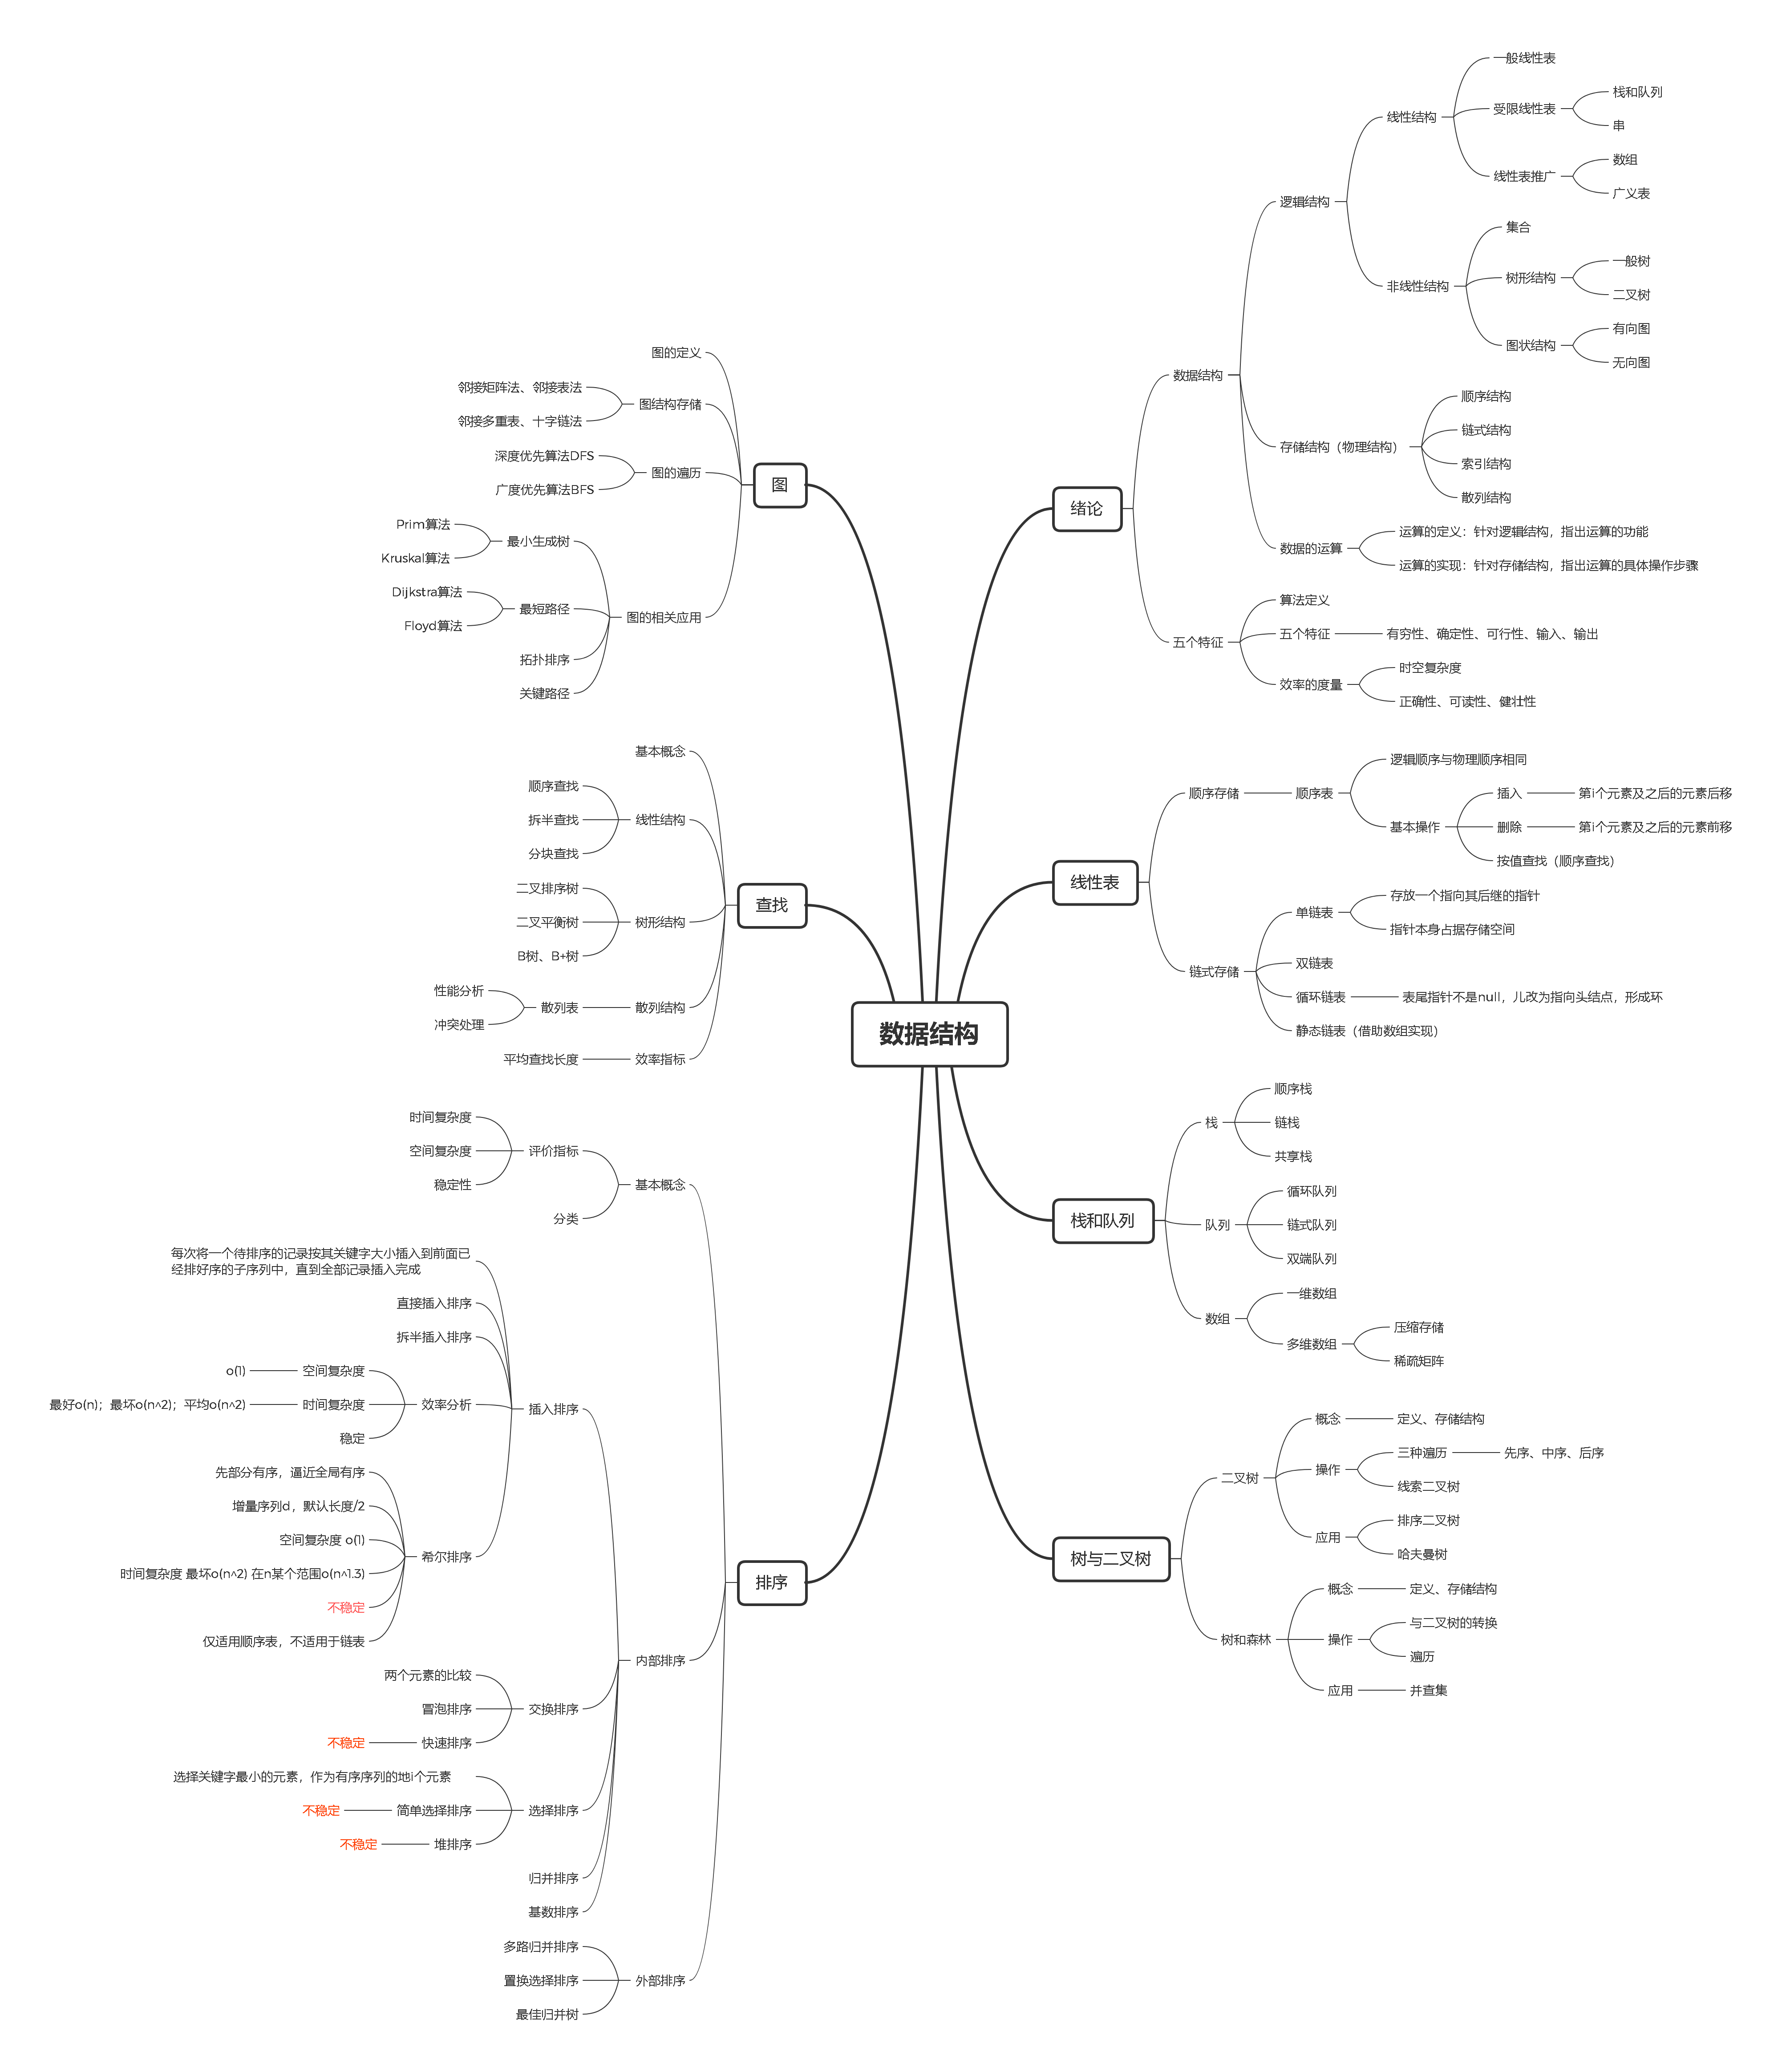 数据结构
绪论
数据结构
逻辑结构
线性结构
一般线性表
受限线性表
栈和队列
串
线性表推广
数组
广义表
非线性结构
集合
树形结构
一般树
二叉树
图状结构
有向图
无向图
存储结构（物理结构）
顺序结构
链式结构
索引结构
散列结构
数据的运算
运算的定义：针对逻辑结构，指出运算的功能
运算的实现：针对存储结构，指出运算的具体操作步骤
五个特征
算法定义
五个特征
有穷性、确定性、可行性、输入、输出
效率的度量
时空复杂度
正确性、可读性、健壮性
线性表
顺序存储
顺序表
逻辑顺序与物理顺序相同
基本操作
插入
第i个元素及之后的元素后移
删除
第i个元素及之后的元素前移
按值查找（顺序查找）
链式存储
单链表
存放一个指向其后继的指针
指针本身占据存储空间
双链表
循环链表
表尾指针不是null，儿改为指向头结点，形成环
静态链表（借助数组实现）
栈和队列
栈
顺序栈
链栈
共享栈
队列
循环队列
链式队列
双端队列
数组
一维数组
多维数组
压缩存储
稀疏矩阵
树与二叉树
二叉树
概念
定义、存储结构
操作
三种遍历
先序、中序、后序
线索二叉树
应用
排序二叉树
哈夫曼树
树和森林
概念
定义、存储结构
操作
与二叉树的转换
遍历
应用
并查集
图
图的定义
图结构存储
邻接矩阵法、邻接表法
邻接多重表、十字链法
图的遍历
深度优先算法DFS
广度优先算法BFS
图的相关应用
最小生成树
Prim算法
Kruskal算法
最短路径
Dijkstra算法
Floyd算法
拓扑排序
关键路径
查找
基本概念
线性结构
顺序查找
拆半查找
分块查找
树形结构
二叉排序树
二叉平衡树
B树、B+树
散列结构
散列表
性能分析
冲突处理
效率指标
平均查找长度
排序
基本概念
评价指标
时间复杂度
空间复杂度
稳定性
分类
内部排序
插入排序
每次将一个待排序的记录按其关键字大小插入到前面已
经排好序的子序列中，直到全部记录插入完成
直接插入排序
拆半插入排序
效率分析
空间复杂度
o(1)
时间复杂度
最好o(n)；最坏o(n^2)；平均o(n^2)
稳定
希尔排序
先部分有序，逼近全局有序
增量序列d，默认长度/2
空间复杂度 o(1)
时间复杂度 最坏o(n^2) 在n某个范围o(n^1.3)
不稳定
仅适用顺序表，不适用于链表
交换排序
两个元素的比较
冒泡排序
快速排序
不稳定
选择排序
选择关键字最小的元素，作为有序序列的地i个元素
简单选择排序
不稳定
堆排序
不稳定
归并排序
基数排序
外部排序
多路归并排序
置换选择排序
最佳归并树